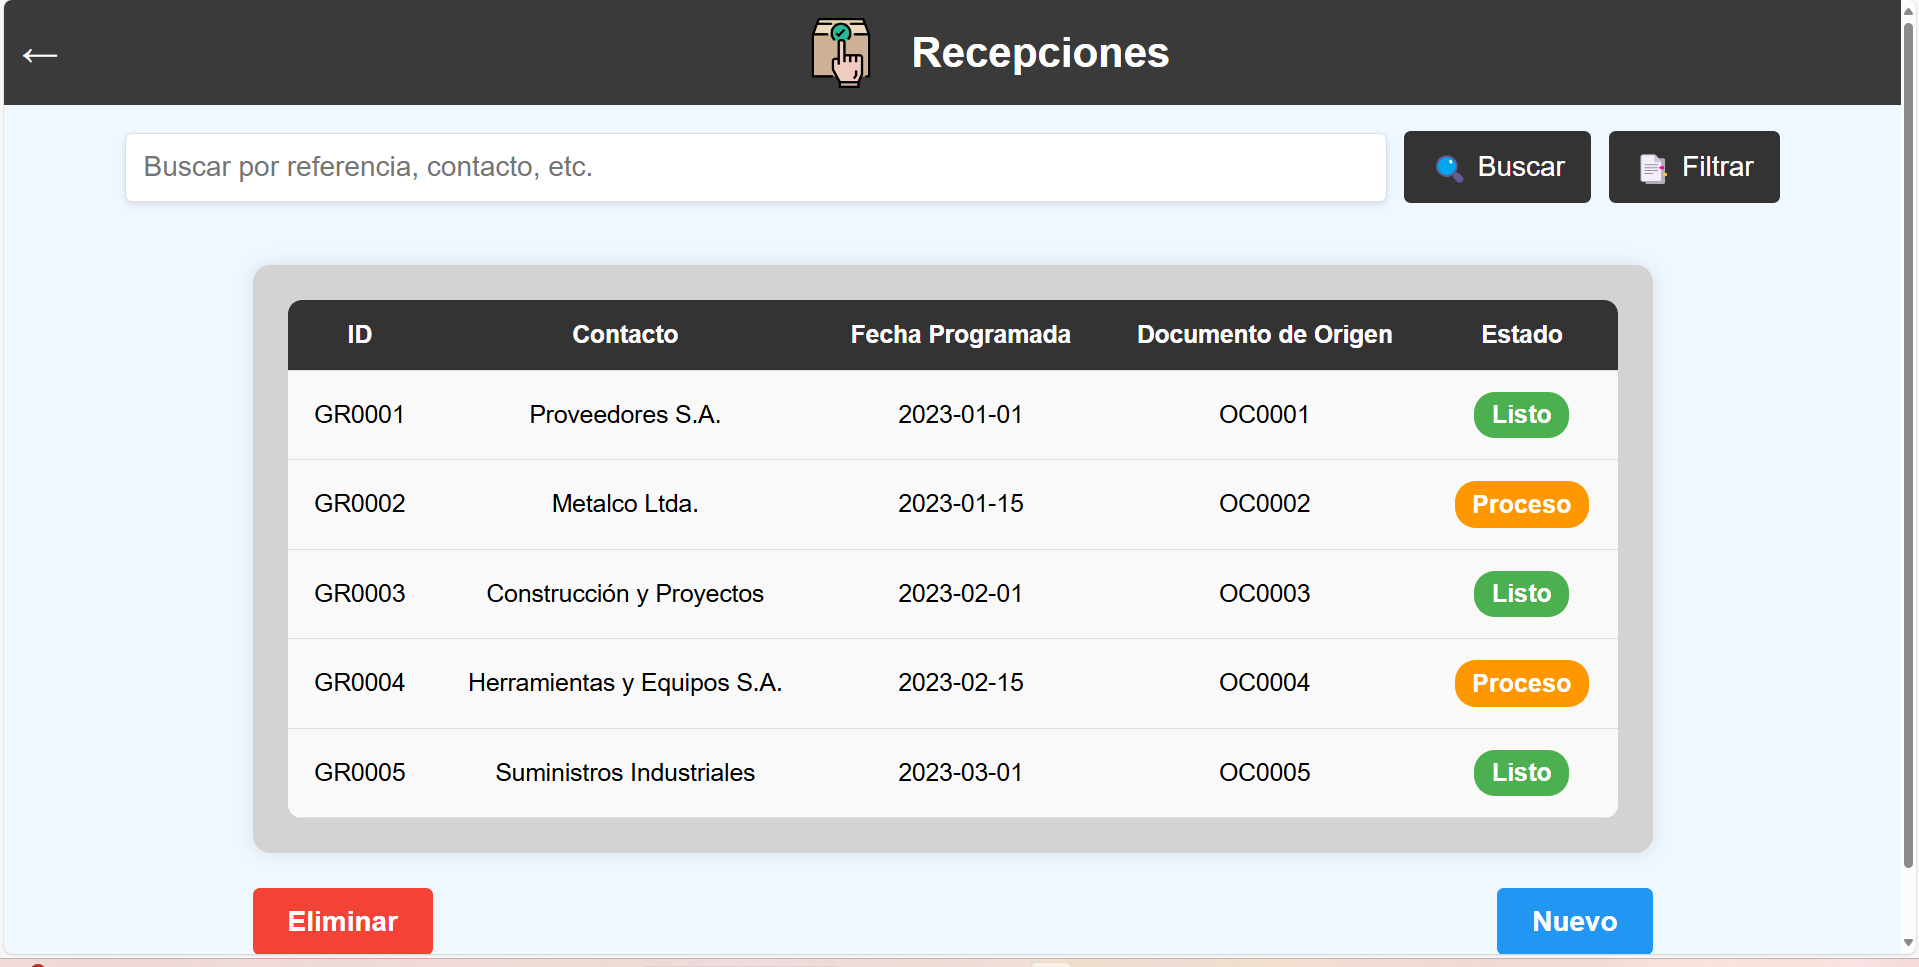 ← Recepciones
Buscar por referencia, contacto, etc. Buscar Filtrar
ID Contacto Fecha Programada Documento de Origen Estado
GR0001 Proveedores S.A. 2023-01-01 OC0001 Listo
GR0002 Metalco Ltda. 2023-01-15 OC0002 Proceso
GR0003 Construcción y Proyectos 2023-02-01 OC0003 Listo
GR0004 Herramientas y Equipos S.A. 2023-02-15 OC0004 Proceso
GR0005 Suministros Industriales 2023-03-01 OC0005 Listo
Eliminar Nuevo